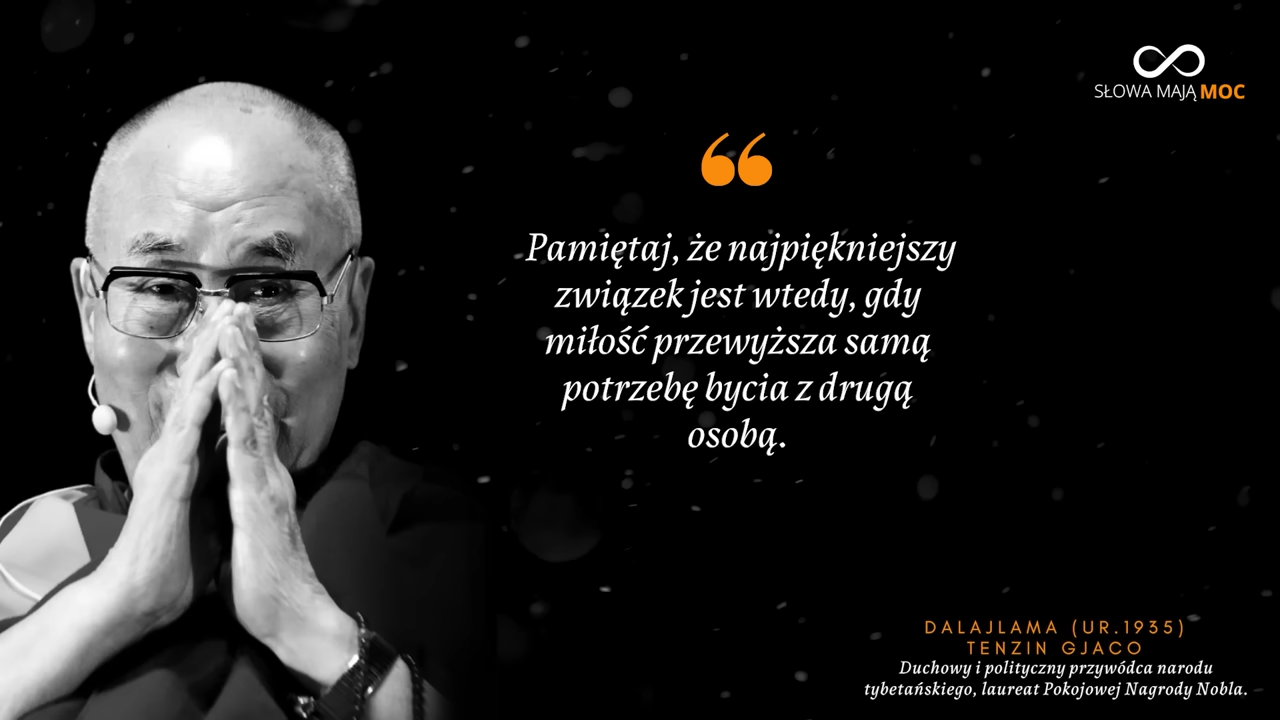 SŁOWA MAJĄ MOC
Pamiętaj, że najpiękniejszy
związek jest wtedy, gdy
miłość przewyższa samą
potrzebę bycia z drugą
osobą.
DALAJLAMA (UR.1935)
TENZIN GJACO
Duchowy i polityczny przywódca narodu
tybetańskiego, laureat Pokojowej Nagrody Nobla.